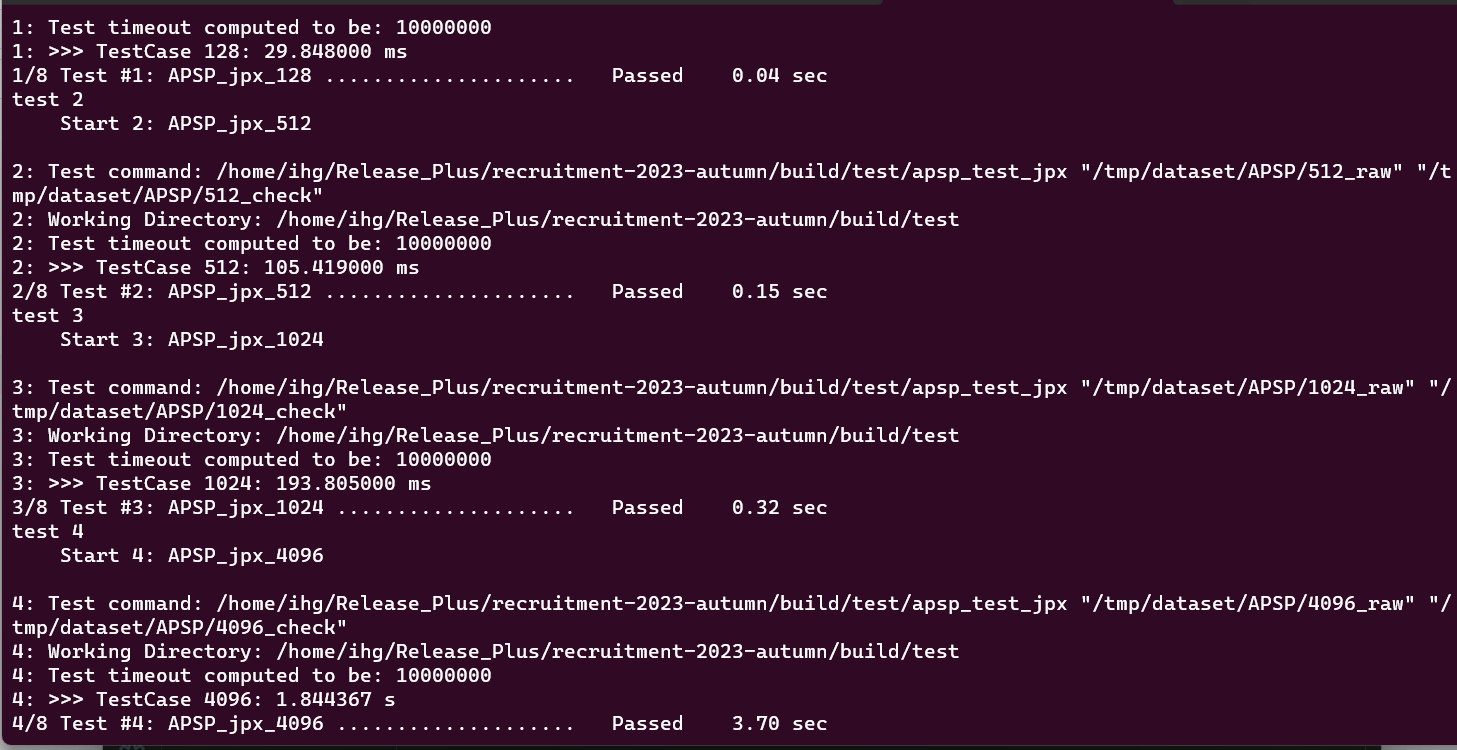 1: Test timeout computed to be: 10000000
1: >>> TestCase 128: 29.848000 ms
1/8 Test #1: APSP_jpx_128 .....................   Passed    0.04 sec
test 2
    Start 2: APSP_jpx_512

2: Test command: /home/ihg/Release_Plus/recruitment-2023-autumn/build/test/apsp_test_jpx "/tmp/dataset/APSP/512_raw" "/t
mp/dataset/APSP/512_check"
2: Working Directory: /home/ihg/Release_Plus/recruitment-2023-autumn/build/test
2: Test timeout computed to be: 10000000
2: >>> TestCase 512: 105.419000 ms
2/8 Test #2: APSP_jpx_512 .....................   Passed    0.15 sec
test 3
    Start 3: APSP_jpx_1024

3: Test command: /home/ihg/Release_Plus/recruitment-2023-autumn/build/test/apsp_test_jpx "/tmp/dataset/APSP/1024_raw" "/
tmp/dataset/APSP/1024_check"
3: Working Directory: /home/ihg/Release_Plus/recruitment-2023-autumn/build/test
3: Test timeout computed to be: 10000000
3: >>> TestCase 1024: 193.805000 ms
3/8 Test #3: APSP_jpx_1024 ....................   Passed    0.32 sec
test 4
    Start 4: APSP_jpx_4096

4: Test command: /home/ihg/Release_Plus/recruitment-2023-autumn/build/test/apsp_test_jpx "/tmp/dataset/APSP/4096_raw" "/
tmp/dataset/APSP/4096_check"
4: Working Directory: /home/ihg/Release_Plus/recruitment-2023-autumn/build/test
4: Test timeout computed to be: 10000000
4: >>> TestCase 4096: 1.844367 s
4/8 Test #4: APSP_jpx_4096 ....................   Passed    3.70 sec